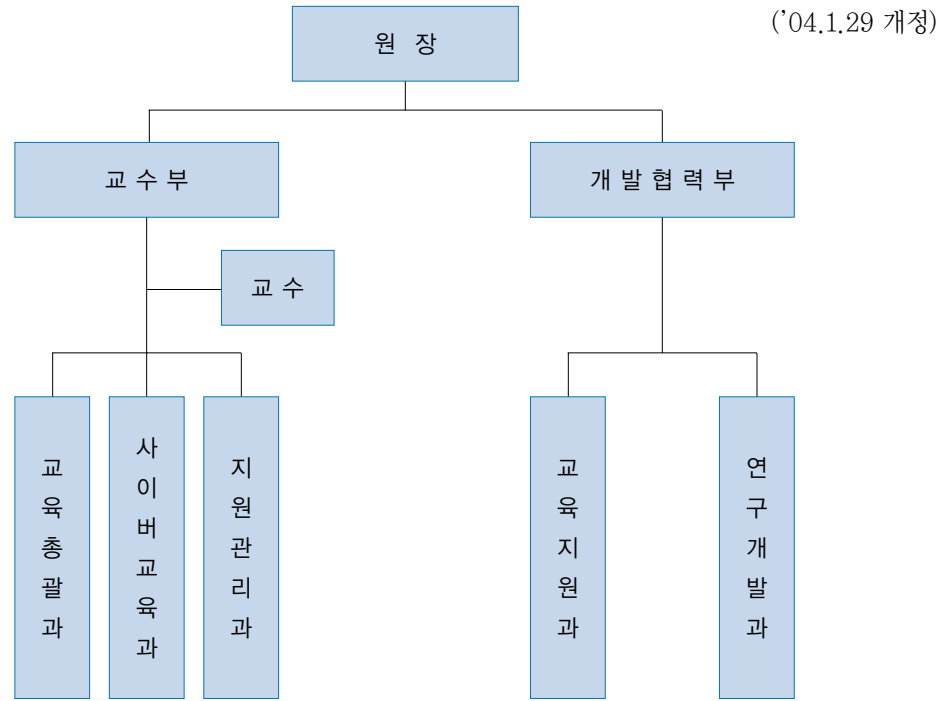 (’04.1.29 개정)
원 장
교 수 부
개 발 협 력 부
교 수
교육총괄과
사이버교육과
지원관리과
교육지원과
연구개발과